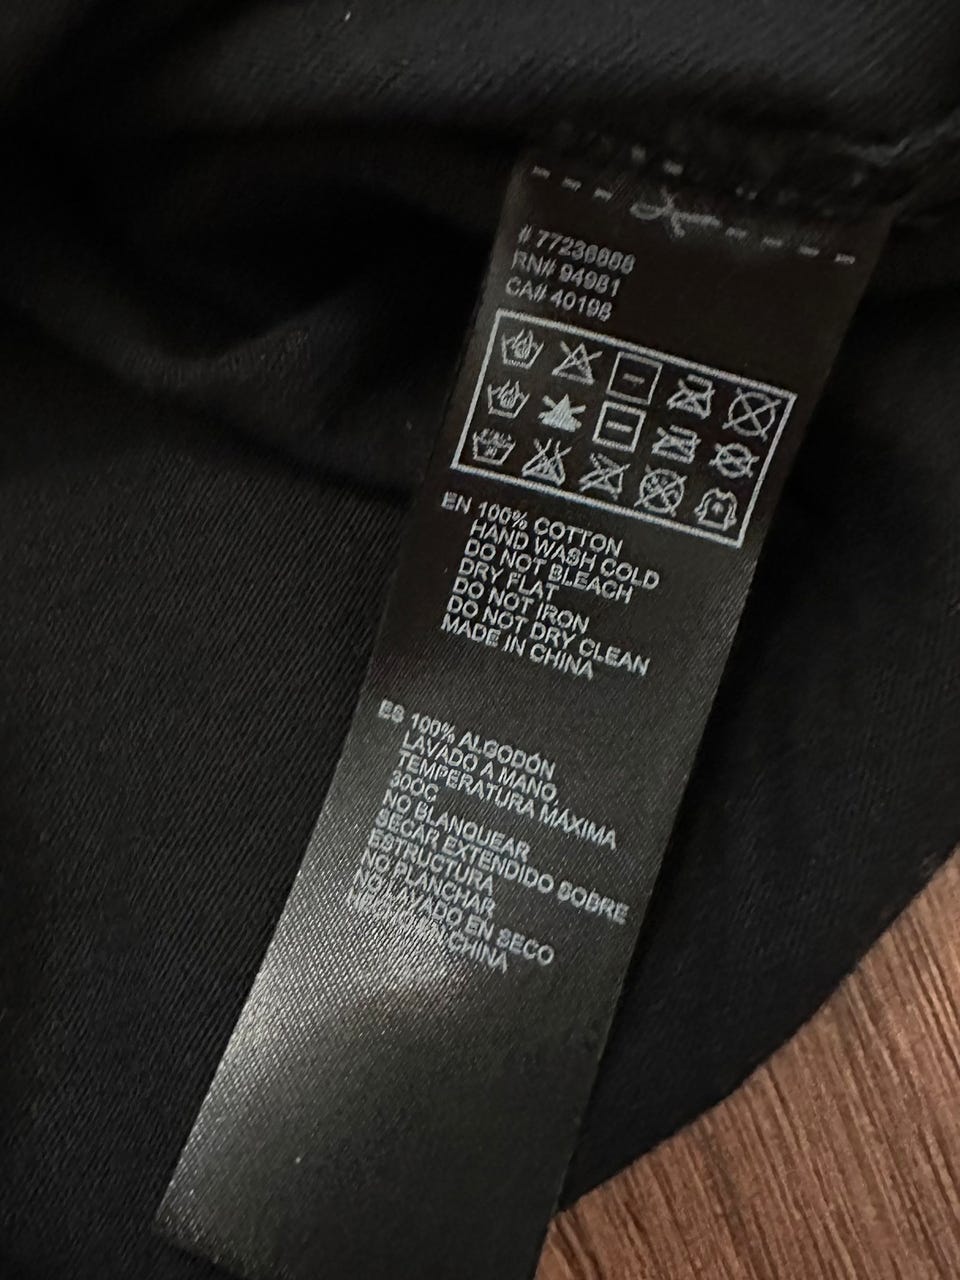 # 77236666
RN# 94981
CA# 40198
EN 100% COTTON
HAND WASH COLD
DO NOT BLEACH
DRY FLAT
DO NOT IRON
DO NOT DRY CLEAN
MADE IN CHINA
ES 100% ALGODÓN
LAVADO A MANO
TEMPERATURA MÁXIMA
30OC
NO BLANQUEAR
SECAR EXTENDIDO SOBRE
ESTRUCTURA
NO PLANCHAR
NO LAVADO EN SECO
CHINA